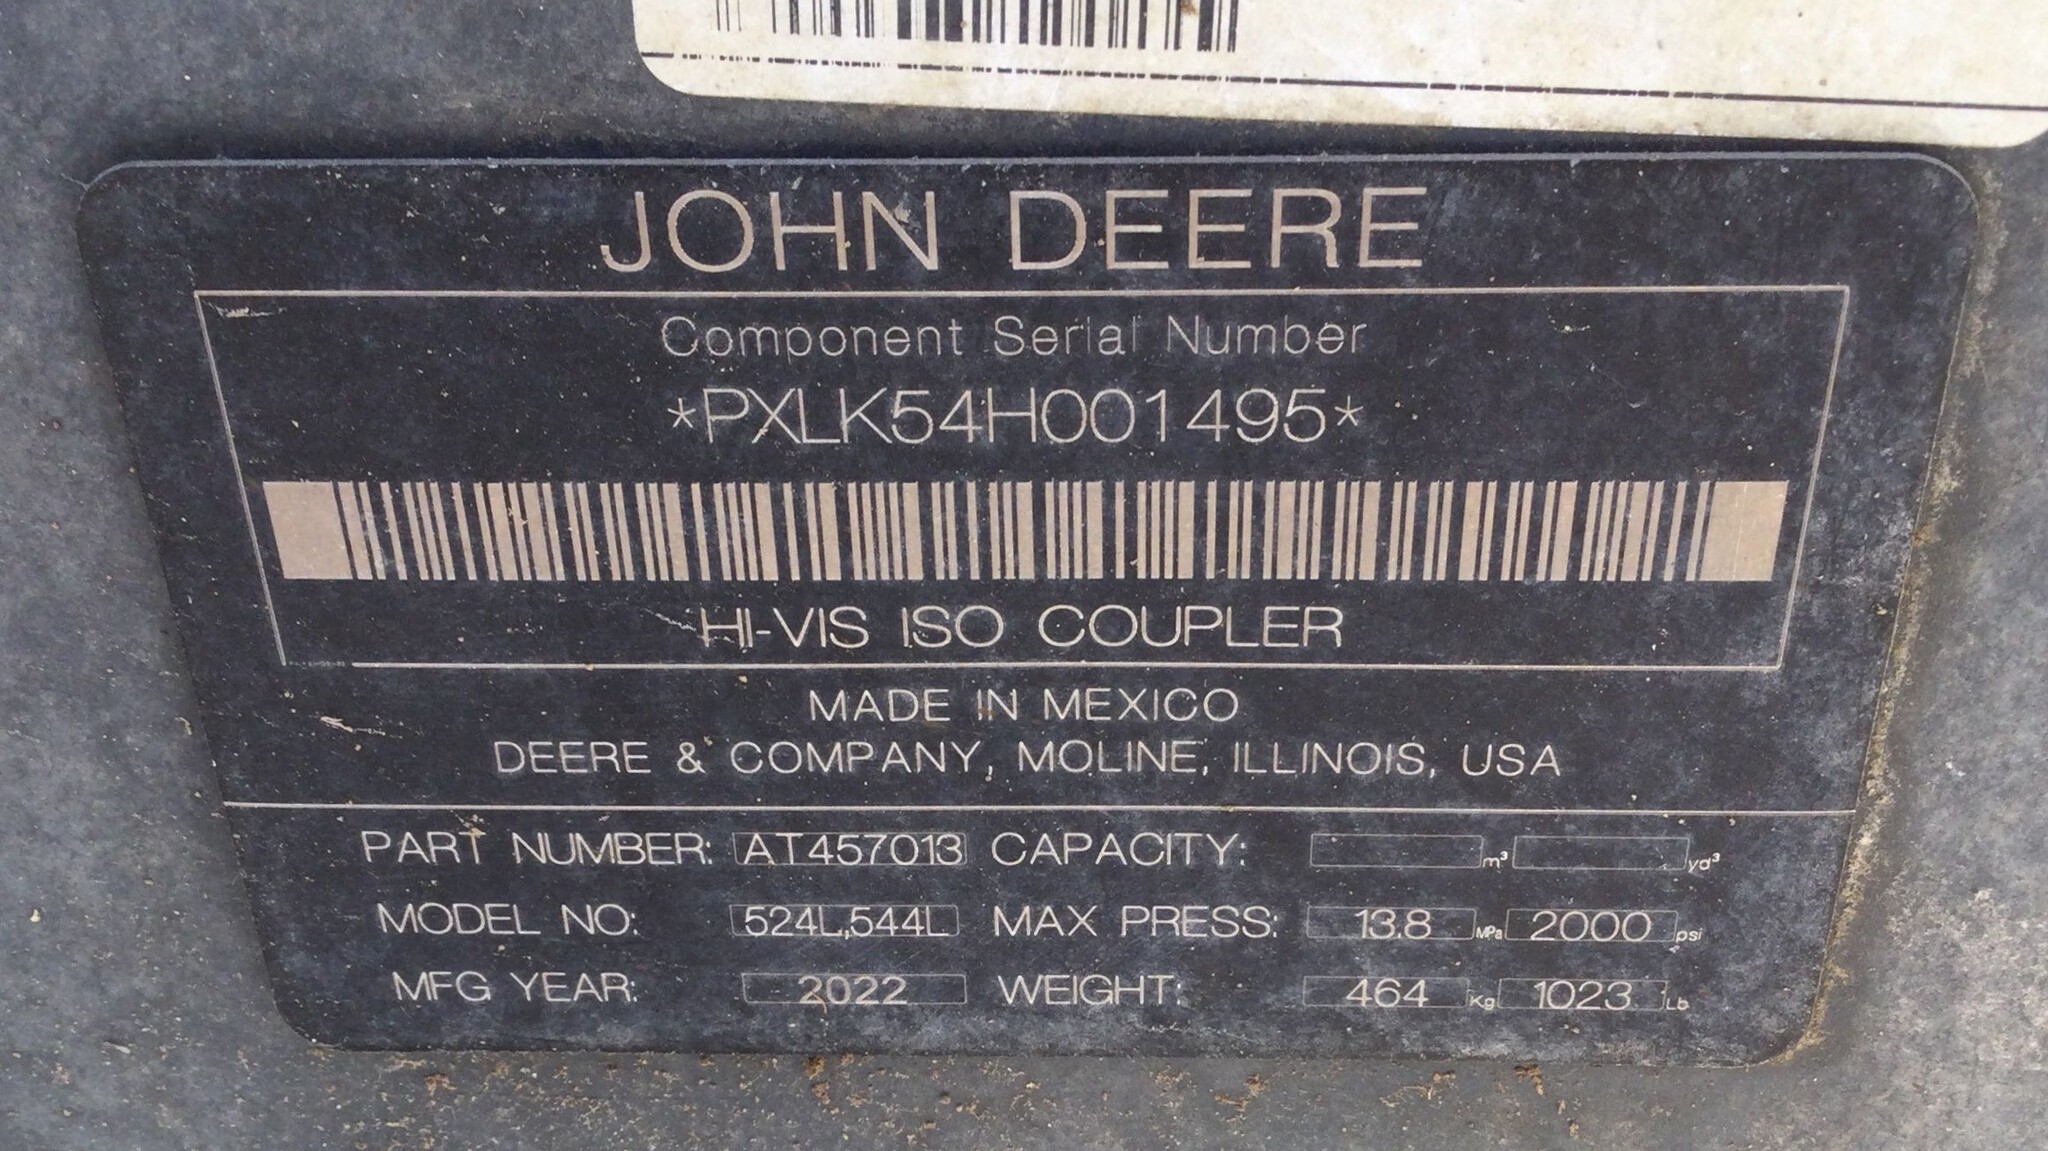 JOHN DEERE
Component Serial Number
*PXLK54H001495*
HI-VIS ISO COUPLER
MADE IN MEXICO
DEERE & COMPANY, MOLINE, ILLINOIS, USA
PART NUMBER: AT457013 CAPACITY: m³ yd³
MODEL NO: 524L,544L MAX PRESS: 13.8 MPa 2000 psi
MFG YEAR: 2022 WEIGHT: 464 Kg 1023 Lb